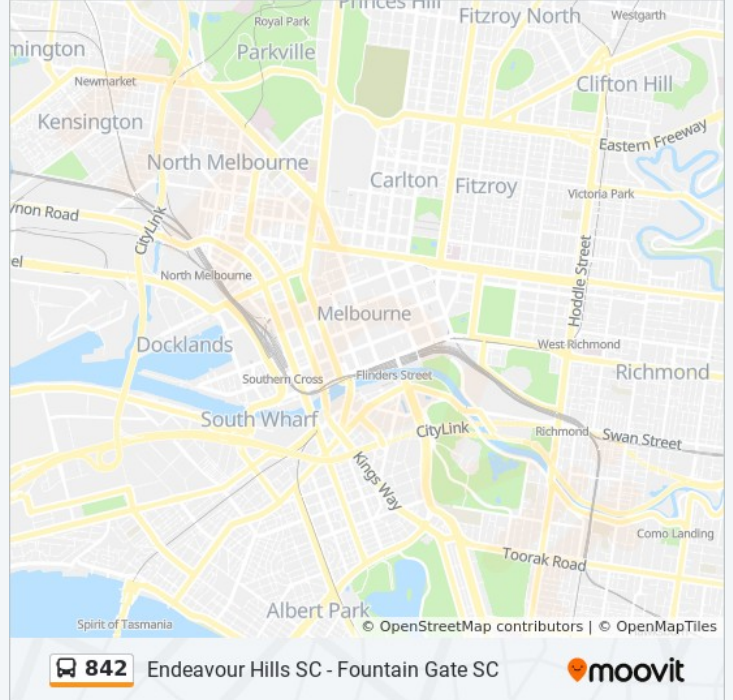 Princes Hill
Fitzroy North
Westgarth
Royal Park
mington
Parkville
Newmarket
Clifton Hill
Kensington
Eastern Freeway
North Melbourne
Carlton
Fitzroy
Victoria Park
ynon Road
CityLink
el
North Melbourne
Hoddle Street
Melbourne
Docklands
West Richmond
Southern Cross
Flinders Street
Richmond
South Wharf
CityLink
Richmond
Swan Street
Kings Way
Como Landing
Toorak Road
Albert Park
Spirit of Tasmania
© OpenStreetMap contributors | © OpenMapTiles
842 Endeavour Hills SC - Fountain Gate SC
moovit